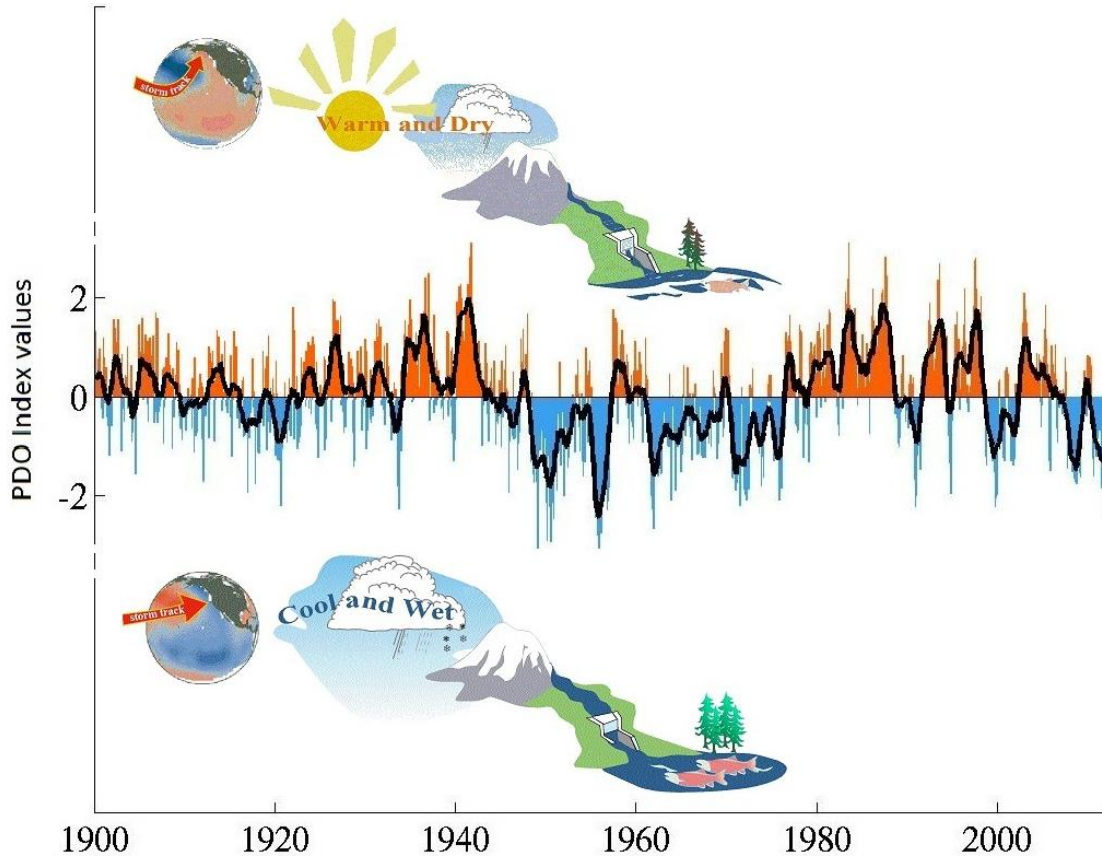 storm track
Warm and Dry
PDO Index values
2
0
-2
storm track
Cool and Wet
1900 1920 1940 1960 1980 2000